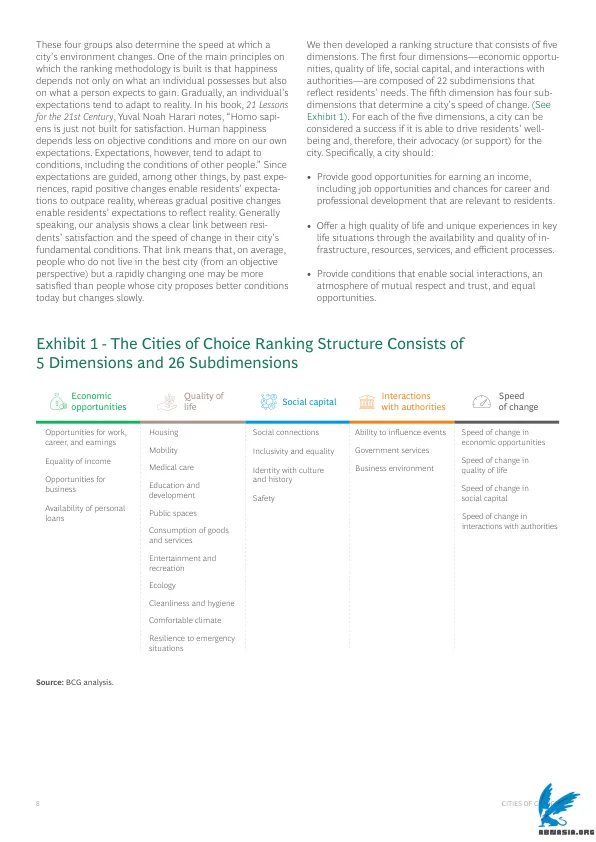 These four groups also determine the speed at which a
city's environment changes. One of the main principles on
which the ranking methodology is built is that happiness
depends not only on what an individual possesses but also
on what a person expects to gain. Gradually, an individual's
expectations tend to adapt to reality. In his book, 21 Lessons
for the 21st Century, Yuval Noah Harari notes, “Homo sapi-
ens is just not built for satisfaction. Human happiness
depends less on objective conditions and more on our own
expectations. Expectations, however, tend to adapt to
conditions, including the conditions of other people.” Since
expectations are guided, among other things, by past expe-
riences, rapid positive changes enable residents' expecta-
tions to outpace reality, whereas gradual positive changes
enable residents' expectations to reflect reality. Generally
speaking, our analysis shows a clear link between resi-
dents' satisfaction and the speed of change in their city's
fundamental conditions. That link means that, on average,
people who do not live in the best city (from an objective
perspective) but a rapidly changing one may be more
satisfied than people whose city proposes better conditions
today but changes slowly.
We then developed a ranking structure that consists of five
dimensions. The first four dimensions—economic opportu-
nities, quality of life, social capital, and interactions with
authorities—are composed of 22 subdimensions that
reflect residents' needs. The fifth dimension has four sub-
dimensions that determine a city's speed of change. (See
Exhibit 1). For each of the five dimensions, a city can be
considered a success if it is able to drive residents' well-
being and, therefore, their advocacy (or support) for the
city. Specifically, a city should:
• Provide good opportunities for earning an income,
including job opportunities and chances for career and
professional development that are relevant to residents.
• Offer a high quality of life and unique experiences in key
life situations through the availability and quality of in-
frastructure, resources, services, and efficient processes.
• Provide conditions that enable social interactions, an
atmosphere of mutual respect and trust, and equal
opportunities.
Exhibit 1 - The Cities of Choice Ranking Structure Consists of
5 Dimensions and 26 Subdimensions
Economic
opportunities
Opportunities for work,
career, and earnings
Equality of income
Opportunities for
business
Availability of personal
loans
Quality of
life
Housing
Mobility
Medical care
Education and
development
Public spaces
Consumption of goods
and services
Entertainment and
recreation
Ecology
Cleanliness and hygiene
Comfortable climate
Resilience to emergency
situations
Social capital
Social connections
Inclusivity and equality
Identity with culture
and history
Safety
Interactions
with authorities
Ability to influence events
Government services
Business environment
Speed
of change
Speed of change in
economic opportunities
Speed of change in
quality of life
Speed of change in
social capital
Speed of change in
interactions with authorities
Source: BCG analysis.
8
CITIES OF
ABNASIA.ORG